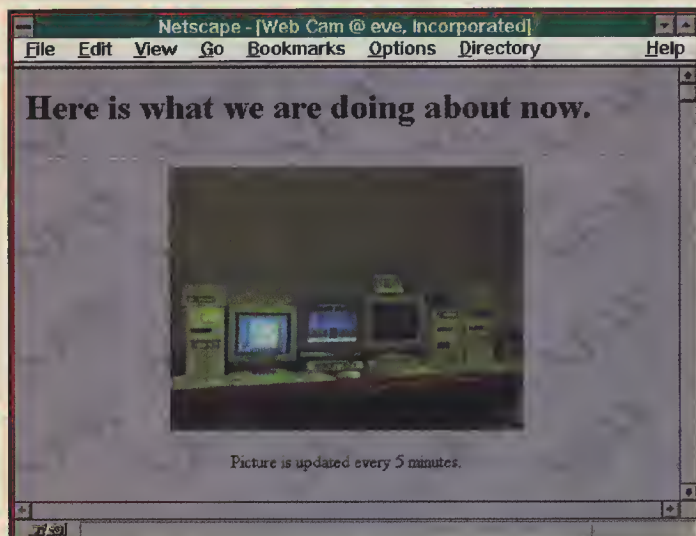 Netscape - [Web Cam @ eve, Incorporated]
File Edit View Go Bookmarks Options Directory Help
Here is what we are doing about now.
Picture is updated every 5 minutes.